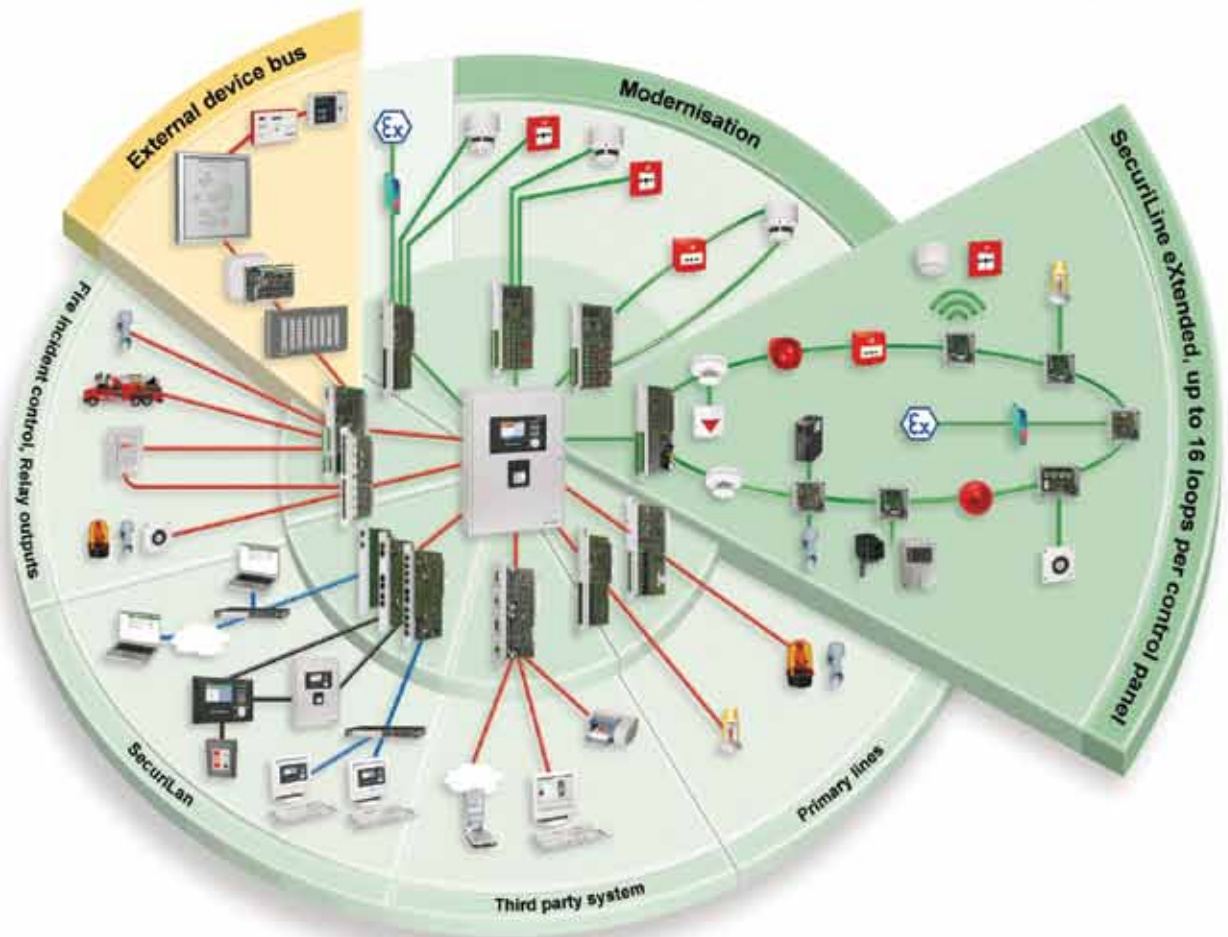 External device bus
Modernisation
SecuriLine eXtended, up to 16 loops per control panel
Fire incident control, Relay outputs
SecuriLan
Third party system
Primary lines
Ex
Ex